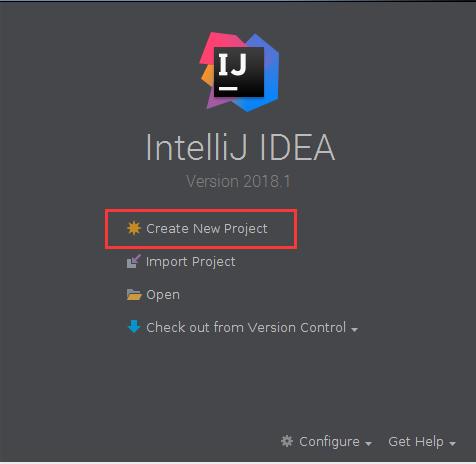 IJ
IntelliJ IDEA
Version 2018.1
Create New Project
Import Project
Open
Check out from Version Control
Configure
Get Help